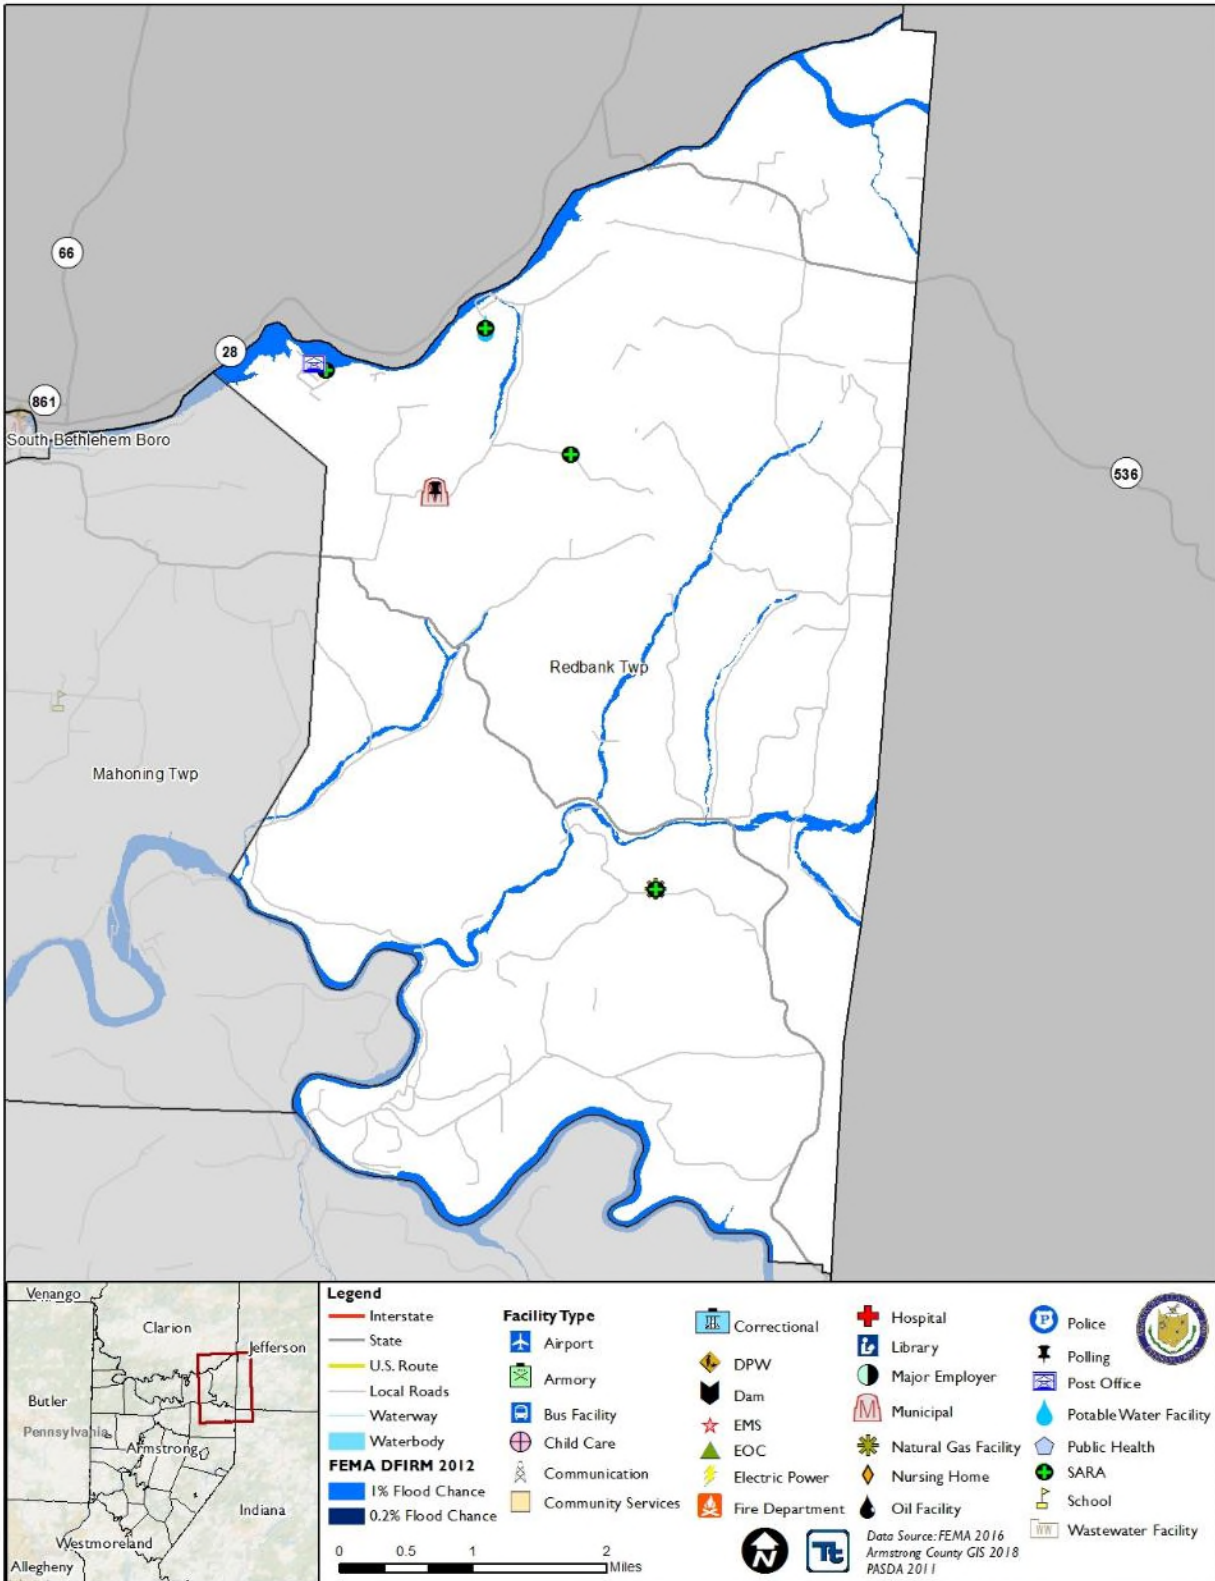 66
28
861
South Bethlehem Boro
536
Redbank Twp
Mahoning Twp
Venango
Clarion
Jefferson
Butler
Pennsylvania
Armstrong
Indiana
Westmoreland
Allegheny
Legend
Interstate
State
U.S. Route
Local Roads
Waterway
Waterbody
FEMA DFIRM 2012
1% Flood Chance
0.2% Flood Chance
0 0.5 1 2
Miles
Facility Type
Airport
Armory
Bus Facility
Child Care
Communication
Community Services
Correctional
DPW
Dam
EMS
EOC
Electric Power
Fire Department
Hospital
Library
Major Employer
M Municipal
Natural Gas Facility
Nursing Home
Oil Facility
P Police
Polling
Post Office
Potable Water Facility
Public Health
SARA
School
WW Wastewater Facility
N
Tt
Data Source: FEMA 2016
Armstrong County GIS 2018
PASDA 2011